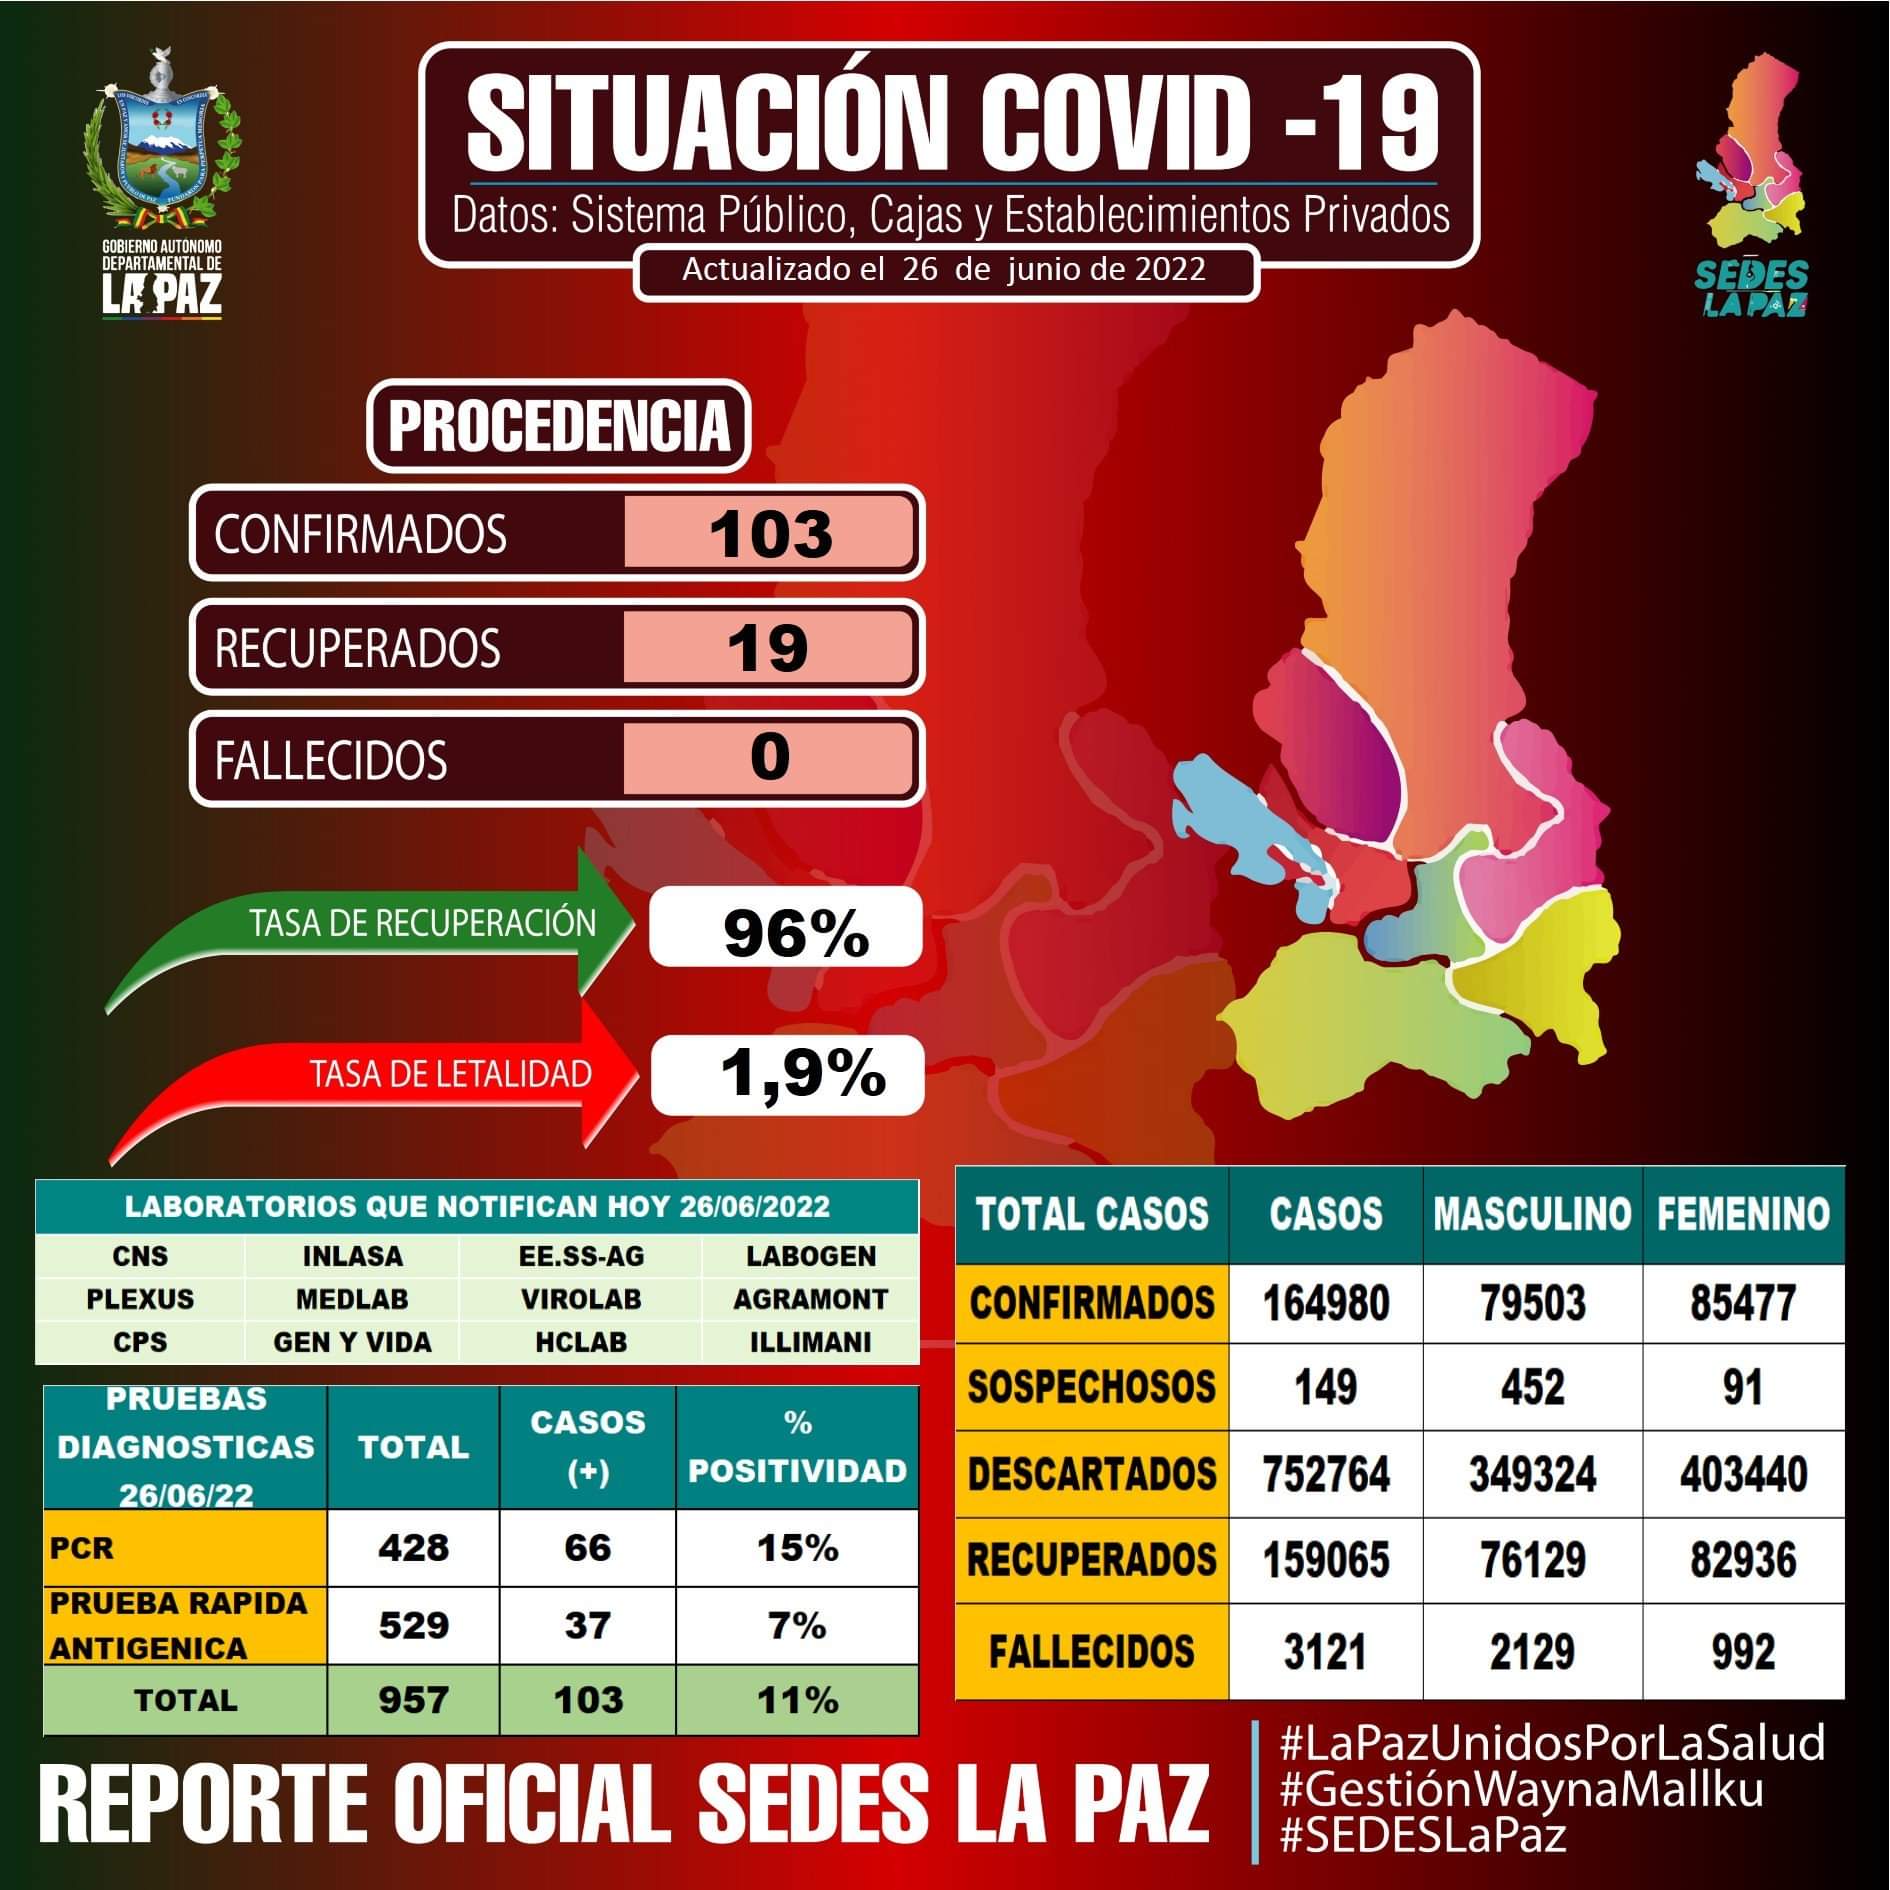 SITUACIÓN COVID -19
Datos: Sistema Público, Cajas y Establecimientos Privados
Actualizado el 26 de junio de 2022
GOBIERNO AUTÓNOMO
DEPARTAMENTAL DE
LA PAZ
SEDES
LA PAZ
PROCEDENCIA
CONFIRMADOS 103
RECUPERADOS 19
FALLECIDOS 0
TASA DE RECUPERACIÓN 96%
TASA DE LETALIDAD 1,9%
LABORATORIOS QUE NOTIFICAN HOY 26/06/2022
CNS INLASA EE.SS-AG LABOGEN
PLEXUS MEDLAB VIROLAB AGRAMONT
CPS GEN Y VIDA HCLAB ILLIMANI
PRUEBAS
DIAGNOSTICAS
26/06/22
TOTAL
CASOS
(+)
%
POSITIVIDAD
PCR 428 66 15%
PRUEBA RAPIDA
ANTIGENICA
529 37 7%
TOTAL 957 103 11%
TOTAL CASOS CASOS MASCULINO FEMENINO
CONFIRMADOS 164980 79503 85477
SOSPECHOSOS 149 452 91
DESCARTADOS 752764 349324 403440
RECUPERADOS 159065 76129 82936
FALLECIDOS 3121 2129 992
REPORTE OFICIAL SEDES LA PAZ
#LaPazUnidosPorLaSalud
#GestiónWaynaMallku
#SEDESLaPaz